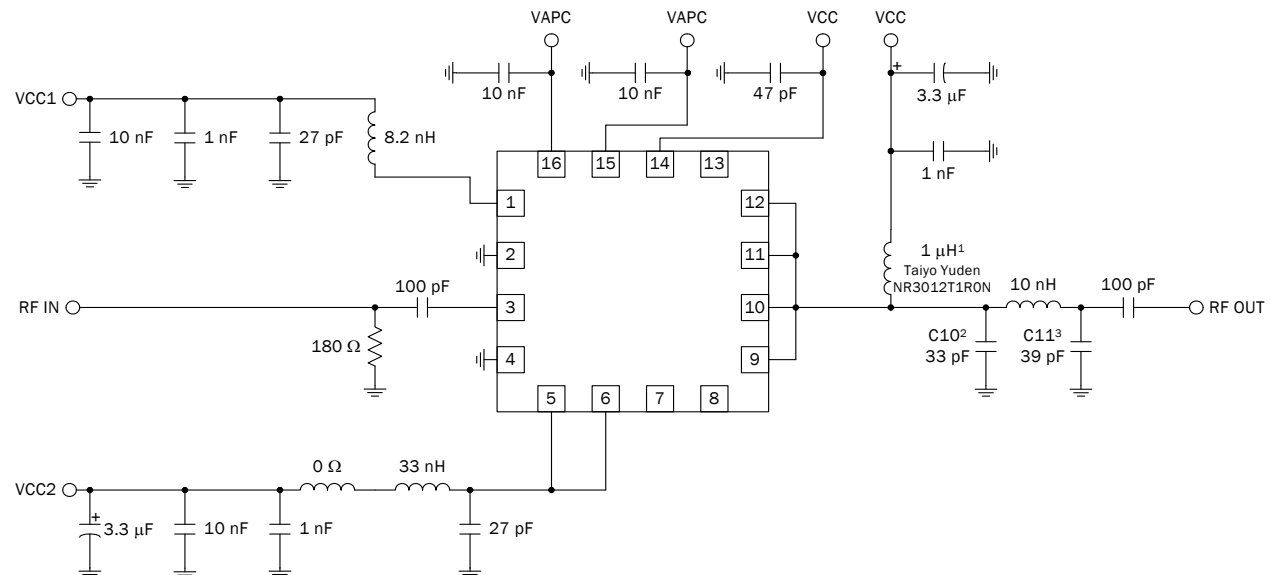 VAPC
VAPC
VCC
VCC
10 nF
10 nF
47 pF
+
3.3 µF
1 nF
VCC1
10 nF
1 nF
27 pF
8.2 nH
16
15
14
13
1
2
3
4
12
11
10
9
5
6
7
8
RF IN
100 pF
180 Ω
1 µH¹
Taiyo Yuden
NR3012T1R0N
10 nH
100 pF
RF OUT
C10²
33 pF
C11³
39 pF
VCC2
0 Ω
33 nH
+
3.3 µF
10 nF
1 nF
27 pF